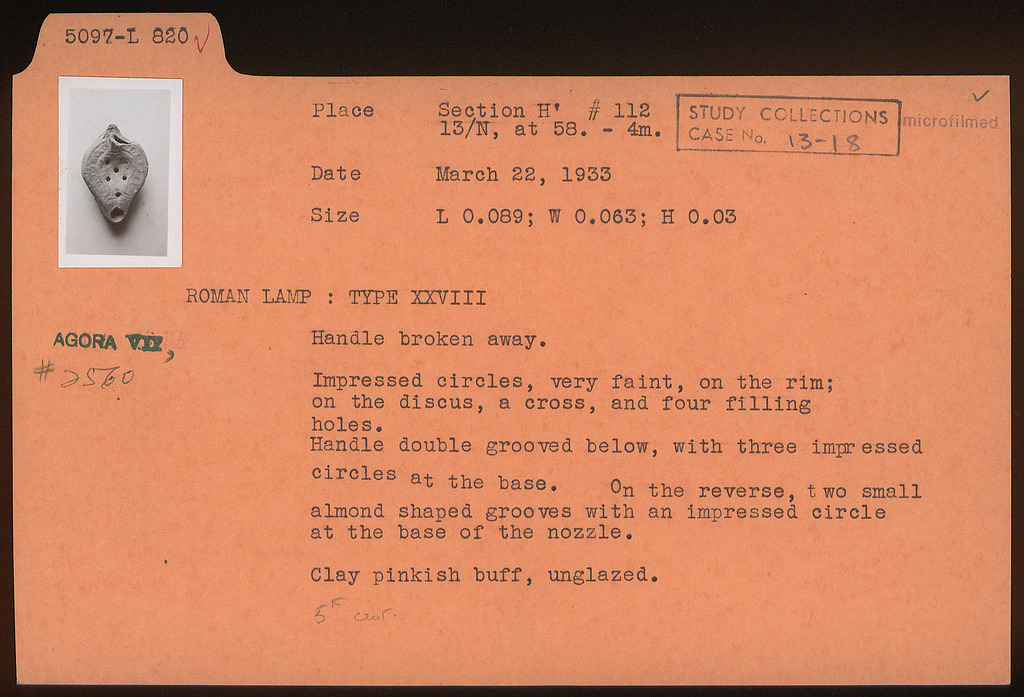 5097-L 820
Place Section H' # 112
13/N, at 58. - 4m.
STUDY COLLECTIONS
CASE No. 13-18
microfilmed
Date March 22, 1933
Size L 0.089; W 0.063; H 0.03
ROMAN LAMP : TYPE XXVIII
AGORA VII,
# 2560
Handle broken away.
Impressed circles, very faint, on the rim;
on the discus, a cross, and four filling
holes.
Handle double grooved below, with three impressed
circles at the base. On the reverse, two small
almond shaped grooves with an impressed circle
at the base of the nozzle.
Clay pinkish buff, unglazed.
5th cent.